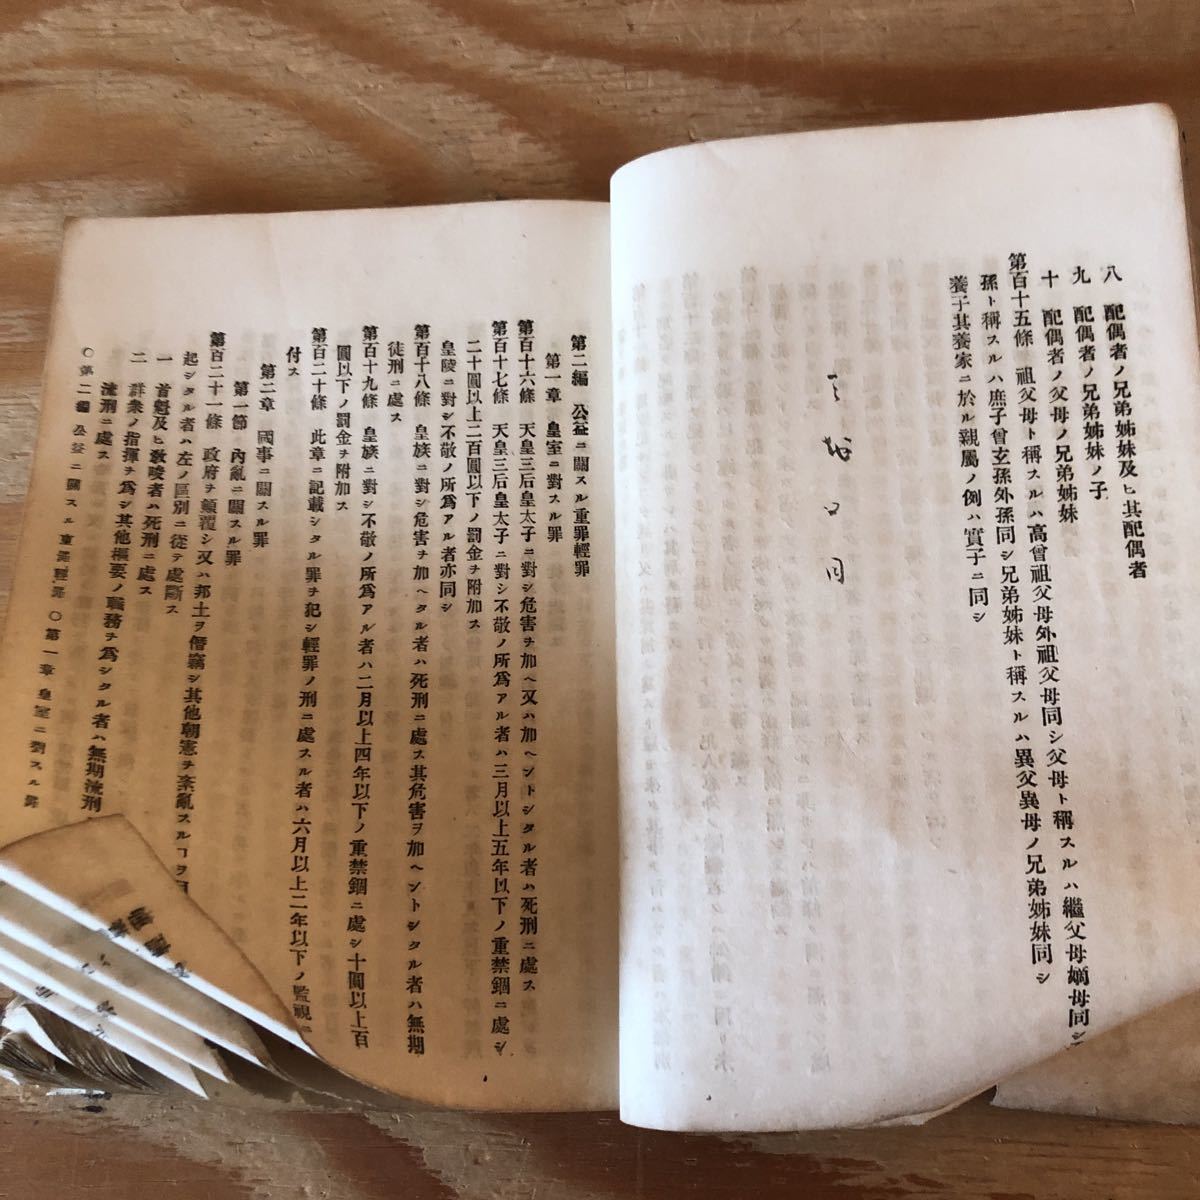 八 配偶者ノ兄弟姉妹及ヒ其配偶者
九 配偶者ノ兄弟姉妹ノ子
十 配偶者ノ父母ノ兄弟姉妹
第百十五條 祖父母ト稱スルハ高曾祖父母外祖父母同シ父母ト稱スルハ繼父母嫡母同シ
孫ト稱スルハ庶子曾玄孫外孫同シ兄弟姉妹ト稱スルハ異父異母ノ兄弟姉妹同シ
養子其養家ニ於ル親屬ノ例ハ實子ニ同シ
第二編 公益ニ關スル重罪輕罪
第一章 皇室ニ對スル罪
第百十六條 天皇三后皇太子ニ對シ危害ヲ加ヘ又ハ加ヘントシタル者ハ死刑ニ處ス
第百十七條 天皇三后皇太子ニ對シ不敬ノ所爲アル者ハ三月以上五年以下ノ重禁錮ニ處シ
二十圓以上二百圓以下ノ罰金ヲ附加ス
皇陵ニ對シ不敬ノ所爲アル者亦同シ
第百十八條 皇族ニ對シ危害ヲ加ヘタル者ハ死刑ニ處ス其危害ヲ加ヘントシタル者ハ無期
徒刑ニ處ス
第百十九條 皇族ニ對シ不敬ノ所爲アル者ハ二月以上四年以下ノ重禁錮ニ處シ十圓以上百
圓以下ノ罰金ヲ附加ス
第百二十條 此章ニ記載シタル罪ヲ犯シ輕罪ノ刑ニ處スル者ハ六月以上二年以下ノ監視ニ
付ス
第二章 國事ニ關スル罪
第一節 內亂ニ關スル罪
第百二十一條 政府ヲ顚覆シ又ハ邦土ヲ僭竊シ其他朝憲ヲ紊亂スルヿヲ目
起シタル者ハ左ノ區別ニ從テ處斷ス
一 首魁及ヒ敎唆者ハ死刑ニ處ス
二 群衆ノ指揮ヲ爲シ其他樞要ノ職務ヲ爲シタル者ハ無期流刑
流刑ニ處ス
○第二編 公益ニ關スル重罪輕罪 ○第一章 皇室ニ對スル罪